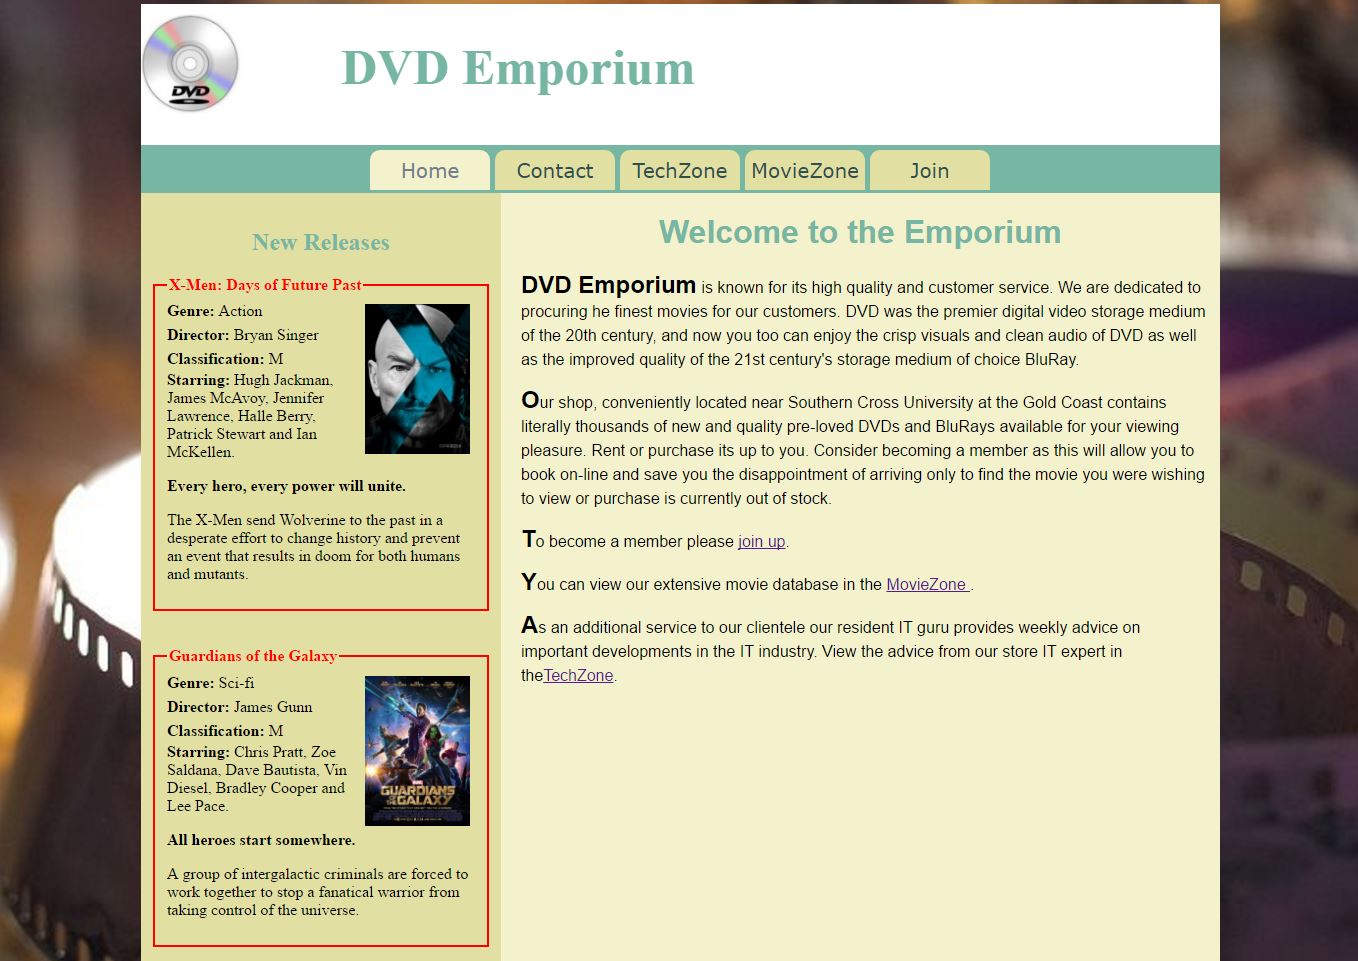 DVD
DVD Emporium
Home
Contact
TechZone
MovieZone
Join
New Releases
X-Men: Days of Future Past
Genre: Action
Director: Bryan Singer
Classification: M
Starring: Hugh Jackman,
James McAvoy, Jennifer
Lawrence, Halle Berry,
Patrick Stewart and Ian
McKellen.
Every hero, every power will unite.
The X-Men send Wolverine to the past in a
desperate effort to change history and prevent
an event that results in doom for both humans
and mutants.
Guardians of the Galaxy
Genre: Sci-fi
Director: James Gunn
Classification: M
Starring: Chris Pratt, Zoe
Saldana, Dave Bautista, Vin
Diesel, Bradley Cooper and
Lee Pace.
GUARDIANS
OF THE GALAXY
All heroes start somewhere.
A group of intergalactic criminals are forced to
work together to stop a fanatical warrior from
taking control of the universe.
Welcome to the Emporium
DVD Emporium is known for its high quality and customer service. We are dedicated to
procuring he finest movies for our customers. DVD was the premier digital video storage medium
of the 20th century, and now you too can enjoy the crisp visuals and clean audio of DVD as well
as the improved quality of the 21st century's storage medium of choice BluRay.
Our shop, conveniently located near Southern Cross University at the Gold Coast contains
literally thousands of new and quality pre-loved DVDs and BluRays available for your viewing
pleasure. Rent or purchase its up to you. Consider becoming a member as this will allow you to
book on-line and save you the disappointment of arriving only to find the movie you were wishing
to view or purchase is currently out of stock.
To become a member please join up.
You can view our extensive movie database in the MovieZone .
As an additional service to our clientele our resident IT guru provides weekly advice on
important developments in the IT industry. View the advice from our store IT expert in
theTechZone.